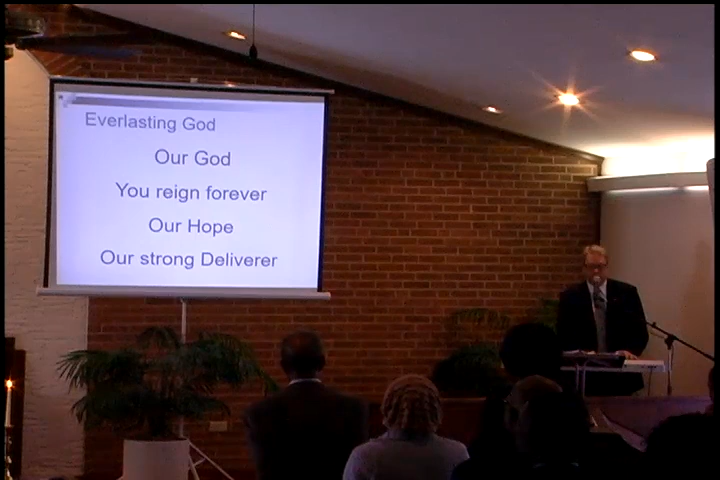 Everlasting God
Our God
You reign forever
Our Hope
Our strong Deliverer